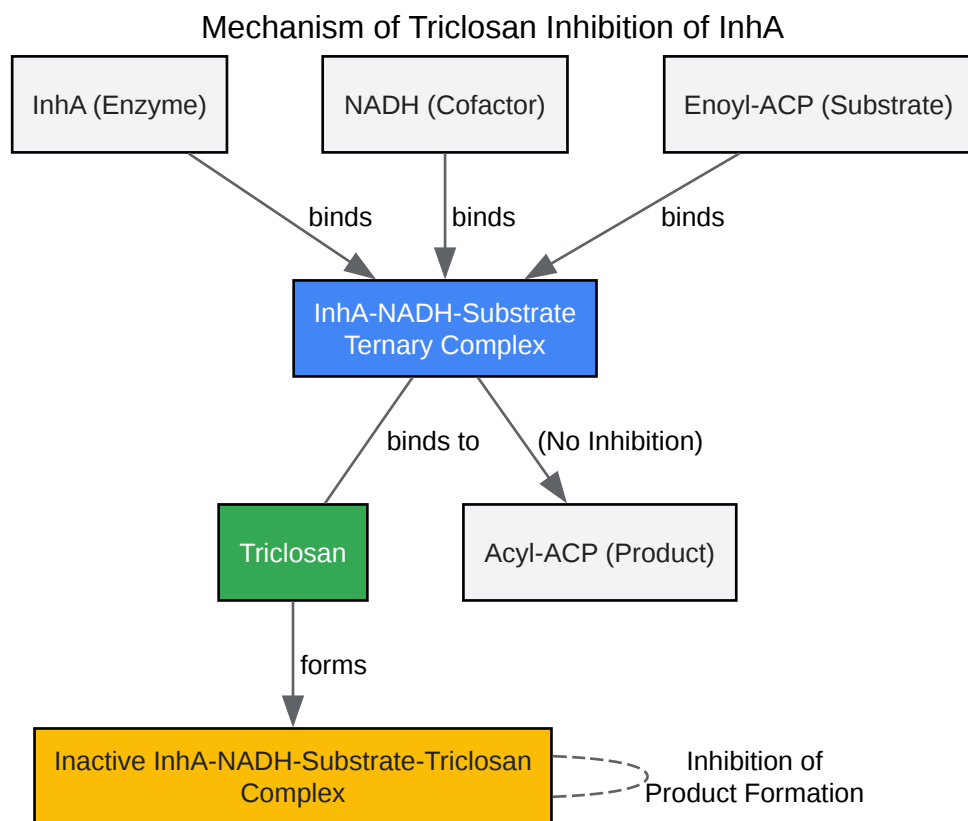 Mechanism of Triclosan Inhibition of InhA
InhA (Enzyme)
NADH (Cofactor)
Enoyl-ACP (Substrate)
binds
binds
binds
InhA-NADH-Substrate
Ternary Complex
binds to
(No Inhibition)
Triclosan
Acyl-ACP (Product)
forms
Inactive InhA-NADH-Substrate-Triclosan
Complex
Inhibition of
Product Formation